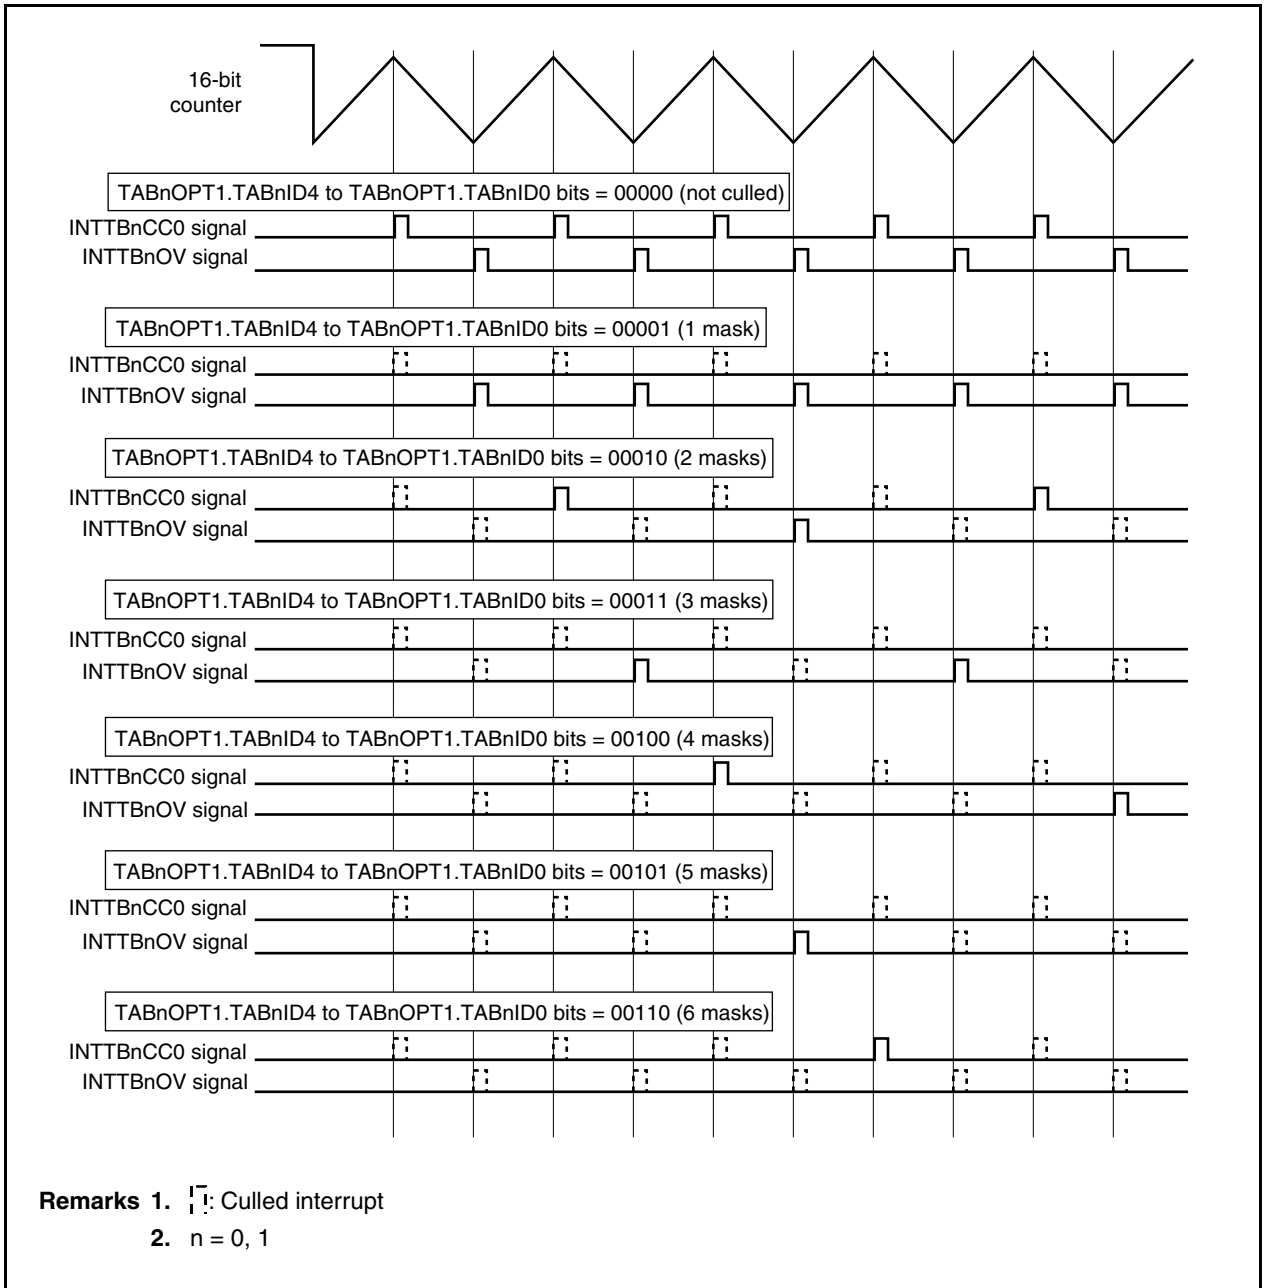 16-bit
counter
TABnOPT1.TABnID4 to TABnOPT1.TABnID0 bits = 00000 (not culled)
INTTBnCC0 signal
INTTBnOV signal
TABnOPT1.TABnID4 to TABnOPT1.TABnID0 bits = 00001 (1 mask)
INTTBnCC0 signal
INTTBnOV signal
TABnOPT1.TABnID4 to TABnOPT1.TABnID0 bits = 00010 (2 masks)
INTTBnCC0 signal
INTTBnOV signal
TABnOPT1.TABnID4 to TABnOPT1.TABnID0 bits = 00011 (3 masks)
INTTBnCC0 signal
INTTBnOV signal
TABnOPT1.TABnID4 to TABnOPT1.TABnID0 bits = 00100 (4 masks)
INTTBnCC0 signal
INTTBnOV signal
TABnOPT1.TABnID4 to TABnOPT1.TABnID0 bits = 00101 (5 masks)
INTTBnCC0 signal
INTTBnOV signal
TABnOPT1.TABnID4 to TABnOPT1.TABnID0 bits = 00110 (6 masks)
INTTBnCC0 signal
INTTBnOV signal
Remarks 1. : Culled interrupt
2. n = 0, 1